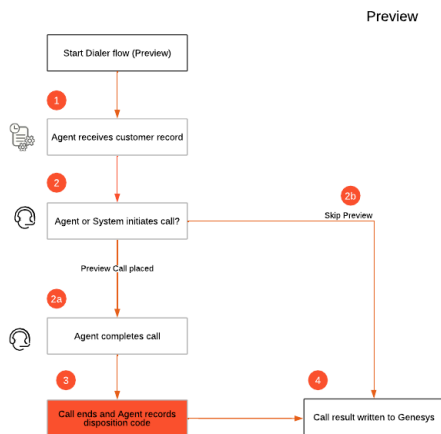 Preview
Start Dialer flow (Preview)
1
Agent receives customer record
2
2b
Agent or System initiates call?
Skip Preview
Preview Call placed
2a
Agent completes call
3
4
Call ends and Agent records
disposition code
Call result written to Genesys